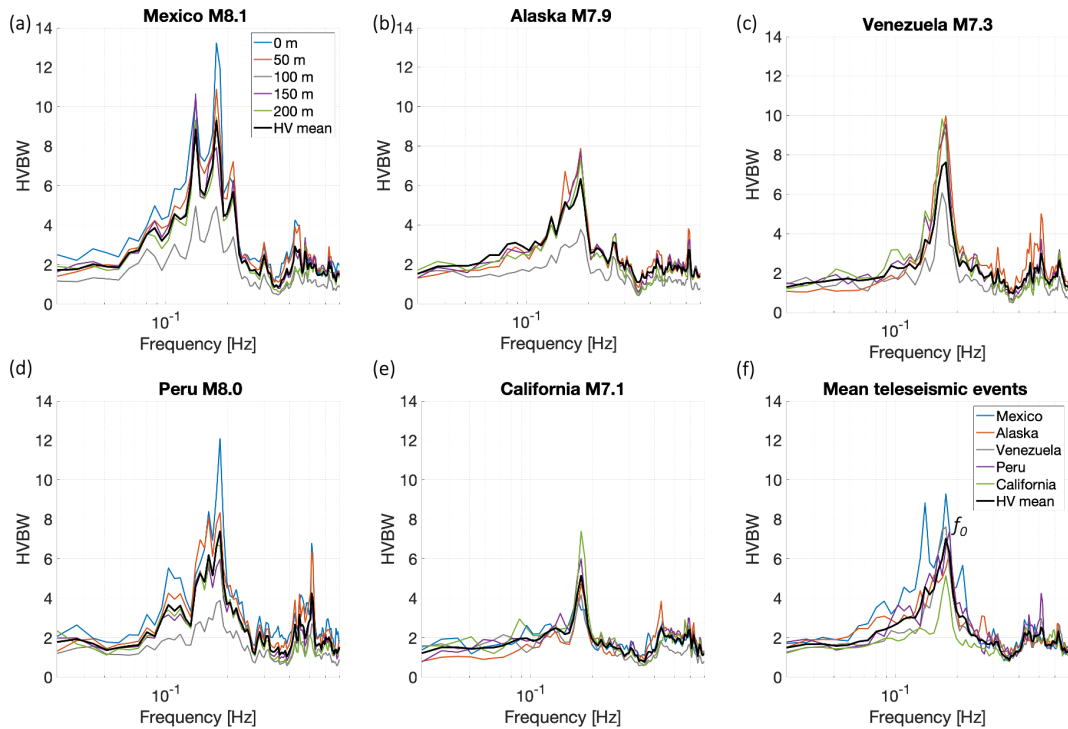 (a)
Mexico M8.1
HVBW
14
12
10
8
6
4
2
0
0 m
50 m
100 m
150 m
200 m
HV mean
10-1
Frequency [Hz]
(b)
Alaska M7.9
HVBW
14
12
10
8
6
4
2
0
10-1
Frequency [Hz]
(c)
Venezuela M7.3
HVBW
14
12
10
8
6
4
2
0
10-1
Frequency [Hz]
(d)
Peru M8.0
HVBW
14
12
10
8
6
4
2
0
10-1
Frequency [Hz]
(e)
California M7.1
HVBW
14
12
10
8
6
4
2
0
10-1
Frequency [Hz]
(f)
Mean teleseismic events
HVBW
14
12
10
8
6
4
2
0
Mexico
Alaska
Venezuela
Peru
California
HV mean
f0
10-1
Frequency [Hz]